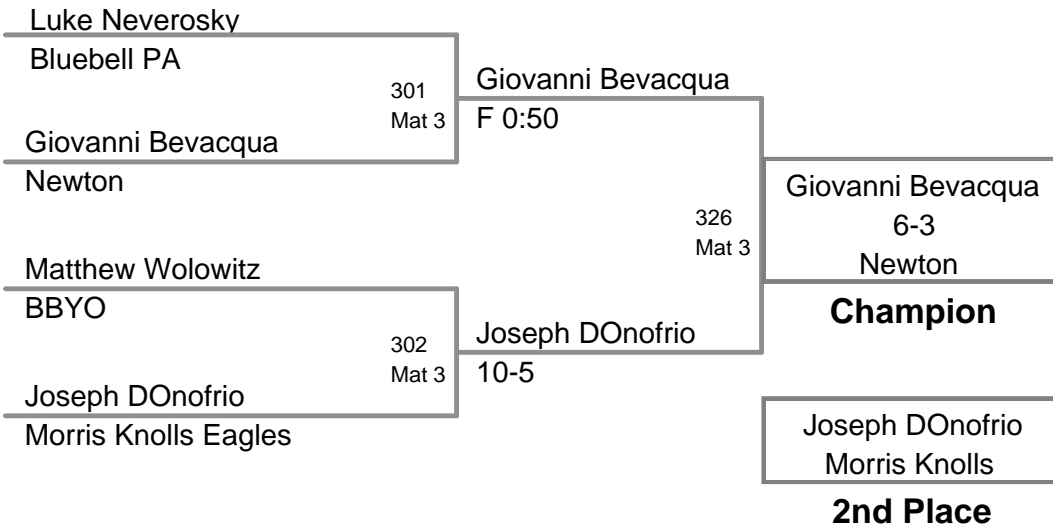 Luke Neverosky
Bluebell PA
301
Mat 3
Giovanni Bevacqua
F 0:50
Giovanni Bevacqua
Newton
326
Mat 3
Giovanni Bevacqua
6-3
Newton
Champion
Matthew Wolowitz
BBYO
302
Mat 3
Joseph DOnofrio
10-5
Joseph DOnofrio
Morris Knolls Eagles
Joseph DOnofrio
Morris Knolls
2nd Place